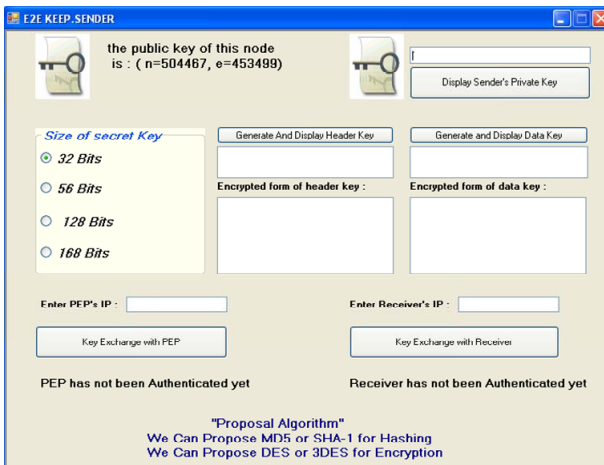 E2E KEEP.SENDER
the public key of this node
is : ( n=504467, e=453499)
Display Sender's Private Key
Size of secret Key
32 Bits
56 Bits
128 Bits
168 Bits
Generate And Display Header Key
Encrypted form of header key :
Generate and Display Data Key
Encrypted form of data key :
Enter PEP's IP :
Enter Receiver's IP :
Key Exchange with PEP
Key Exchange with Receiver
PEP has not been Authenticated yet
Receiver has not been Authenticated yet
"Proposal Algorithm"
We Can Propose MD5 or SHA-1 for Hashing
We Can Propose DES or 3DES for Encryption